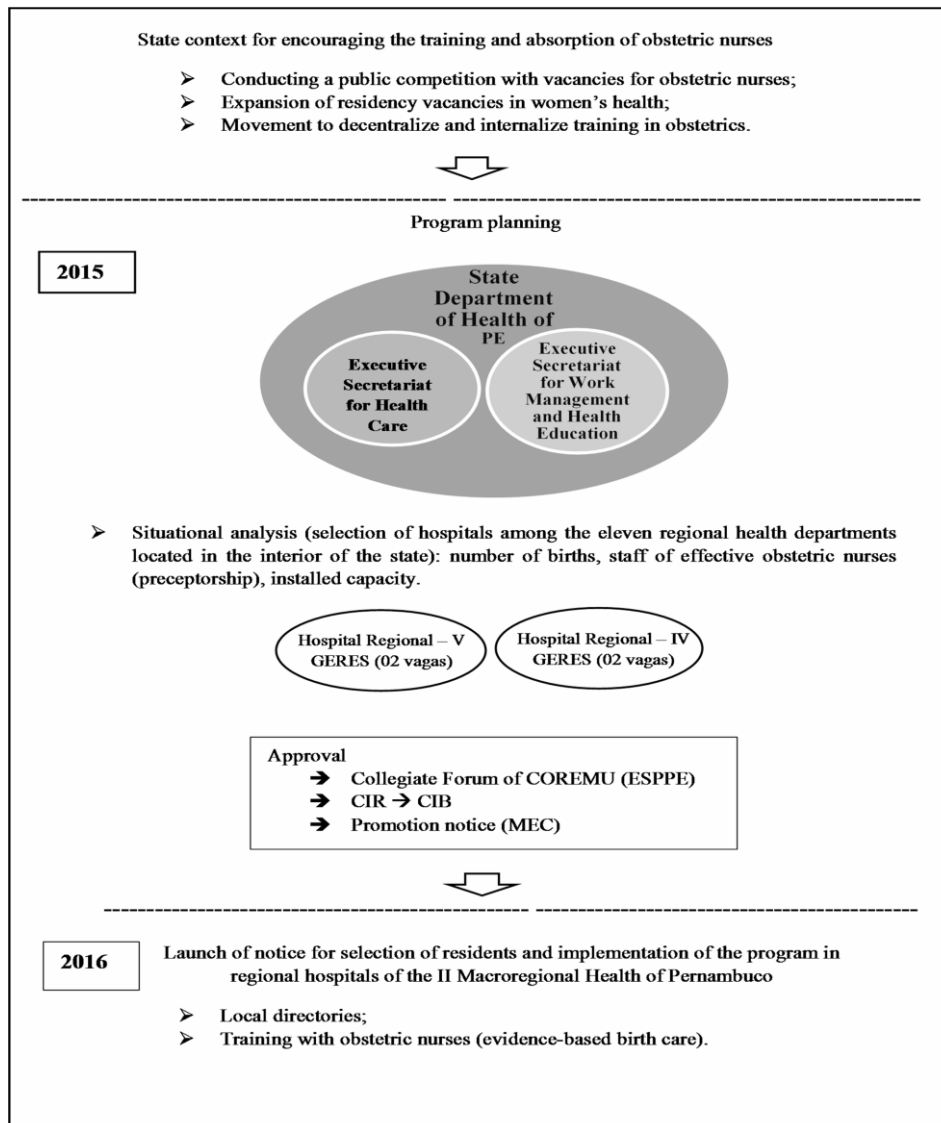 State context for encouraging the training and absorption of obstetric nurses
➢ Conducting a public competition with vacancies for obstetric nurses;
➢ Expansion of residency vacancies in women's health;
➢ Movement to decentralize and internalize training in obstetrics.
Program planning
2015
State
Department
of Health of
PE
Executive
Secretariat
for Health
Care
Executive
Secretariat
for Work
Management
and Health
Education
➢ Situational analysis (selection of hospitals among the eleven regional health departments
located in the interior of the state): number of births, staff of effective obstetric nurses
(preceptorship), installed capacity.
Hospital Regional – V
GERES (02 vagas)
Hospital Regional – IV
GERES (02 vagas)
Approval
➔ Collegiate Forum of COREMU (ESPPE)
➔ CIR ➔ CIB
➔ Promotion notice (MEC)
2016
Launch of notice for selection of residents and implementation of the program in
regional hospitals of the II Macroregional Health of Pernambuco
➢ Local directories;
➢ Training with obstetric nurses (evidence-based birth care).